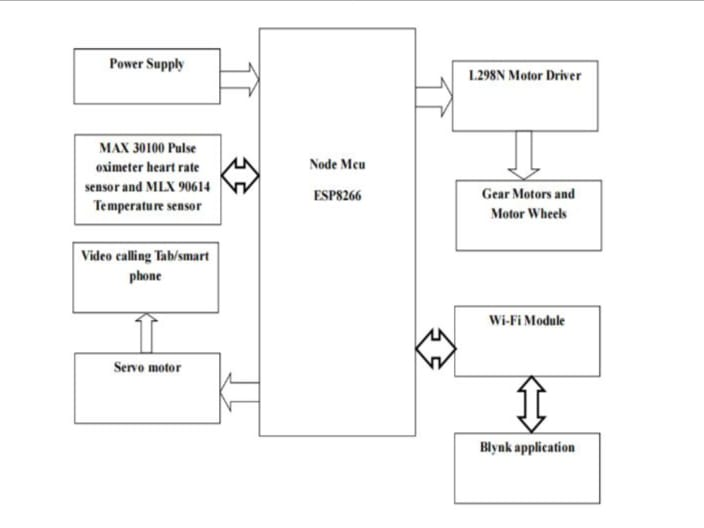 Power Supply
MAX 30100 Pulse
oximeter heart rate
sensor and MLX 90614
Temperature sensor
Video calling Tab/smart
phone
Servo motor
Node Mcu
ESP8266
L298N Motor Driver
Gear Motors and
Motor Wheels
Wi-Fi Module
Blynk application